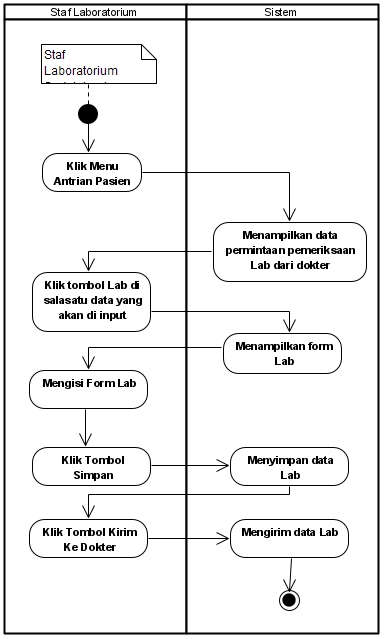 Staf Laboratorium
Sistem
Staf
Laboratorium
Klik Menu
Antrian Pasien
Menampilkan data
permintaan pemeriksaan
Lab dari dokter
Klik tombol Lab di
salasatu data yang
akan di input
Menampilkan form
Lab
Mengisi Form Lab
Klik Tombol
Simpan
Menyimpan data
Lab
Klik Tombol Kirim
Ke Dokter
Mengirim data Lab